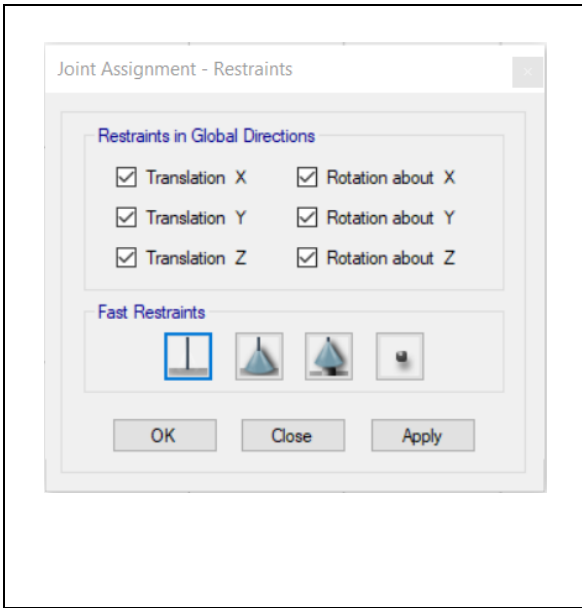 Joint Assignment - Restraints
Restraints in Global Directions
Translation X Rotation about X
Translation Y Rotation about Y
Translation Z Rotation about Z
Fast Restraints
OK Close Apply